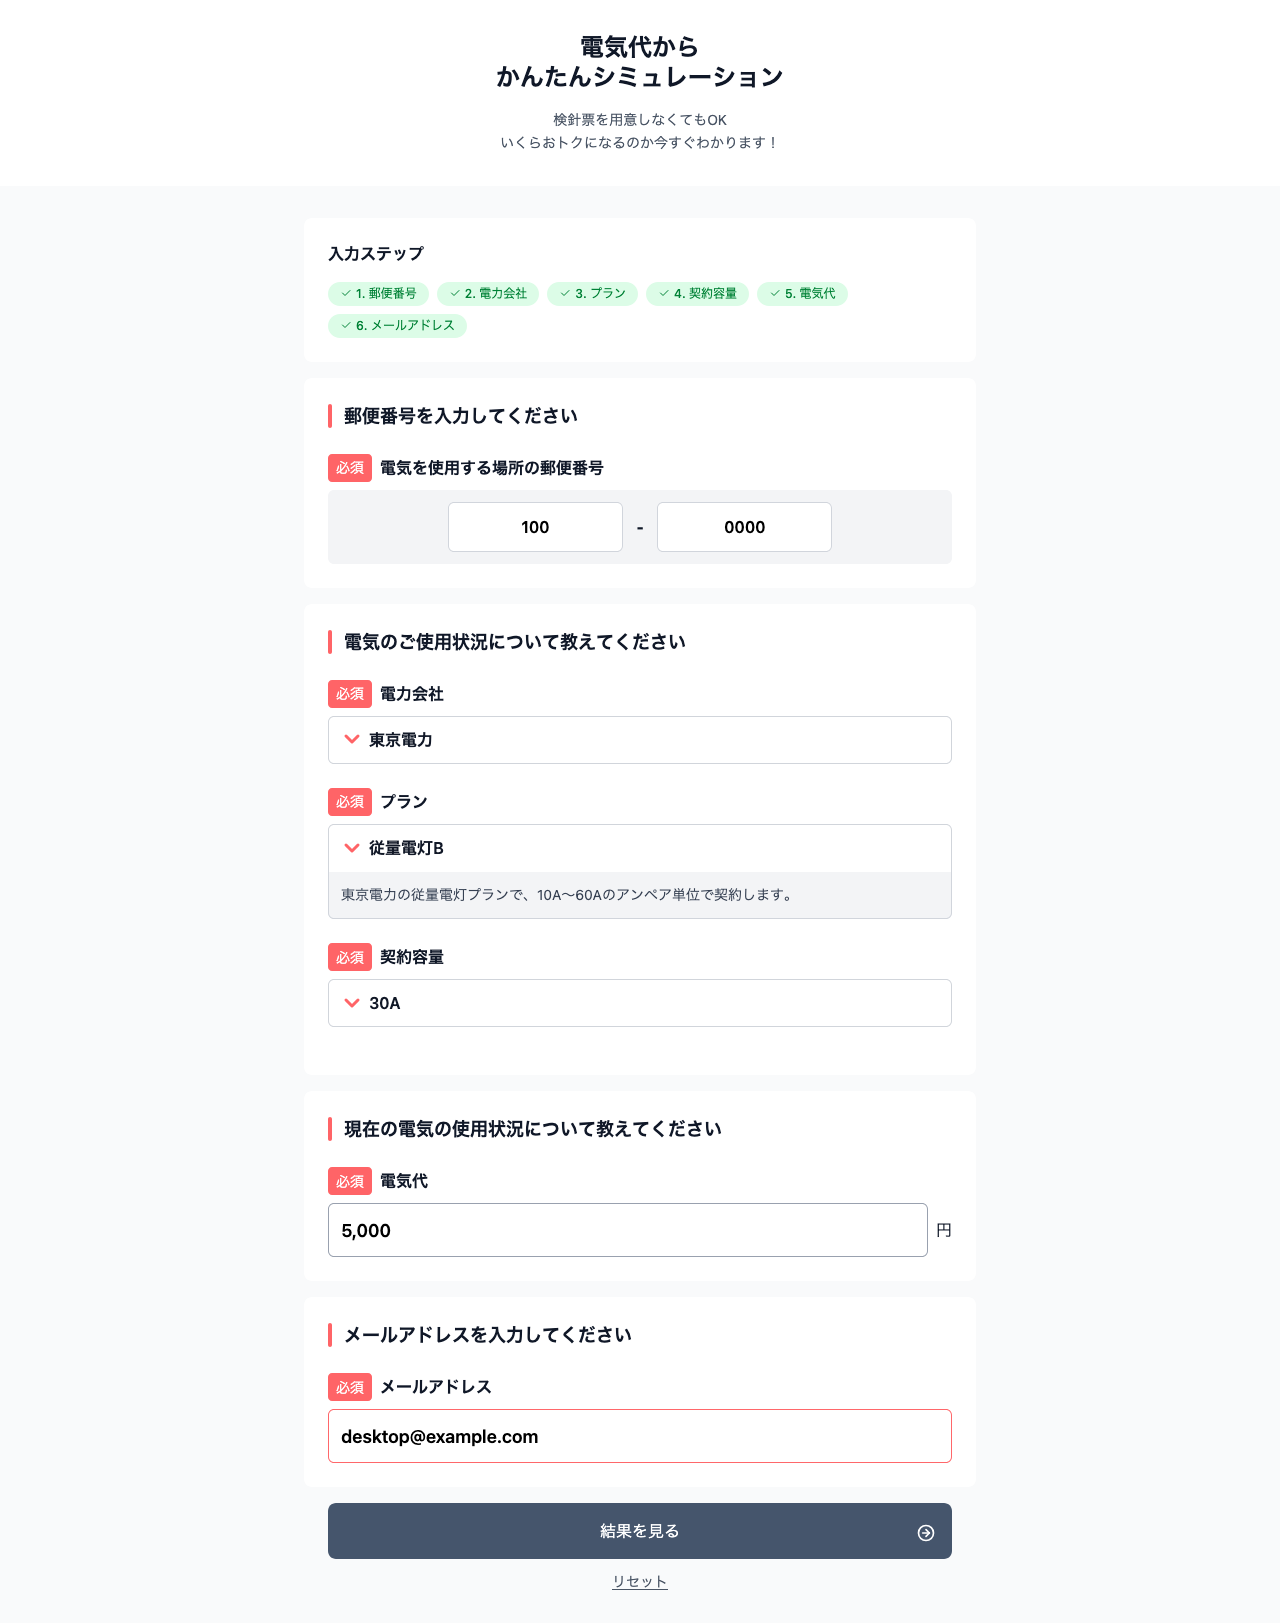 電気代から
かんたんシミュレーション
検針票を用意しなくてもOK
いくらおトクになるのか今すぐわかります！
入力ステップ
✓ 1. 郵便番号 ✓ 2. 電力会社 ✓ 3. プラン ✓ 4. 契約容量 ✓ 5. 電気代
✓ 6. メールアドレス
郵便番号を入力してください
必須 電気を使用する場所の郵便番号
100 - 0000
電気のご使用状況について教えてください
必須 電力会社
東京電力
必須 プラン
従量電灯B
東京電力の従量電灯プランで、10A〜60Aのアンペア単位で契約します。
必須 契約容量
30A
現在の電気の使用状況について教えてください
必須 電気代
5,000 円
メールアドレスを入力してください
必須 メールアドレス
desktop@example.com
結果を見る
リセット